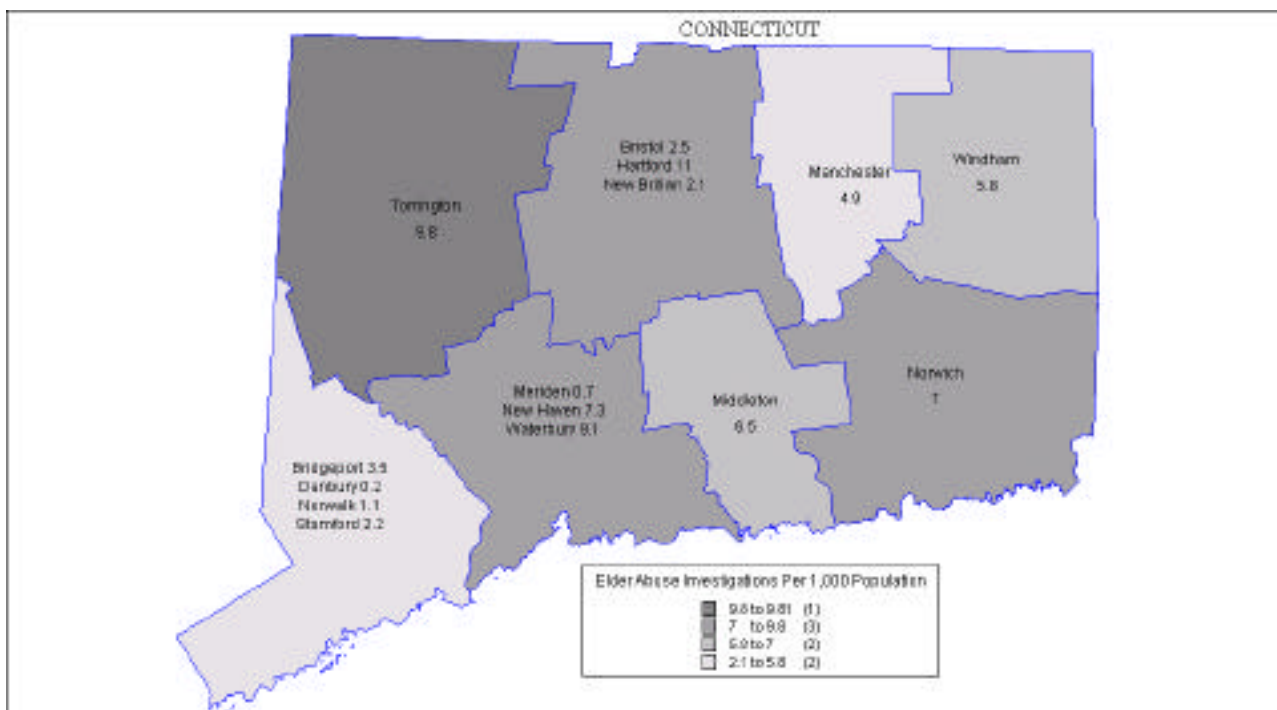 CONNECTICUT
Bristol 2.5
Hartford 11
New Britian 2.1
Manchester
4.9
Windham
5.8
Torrington
9.8
Meriden 0.7
New Haven 7.3
Waterbury 9.1
Middleton
6.5
Norwich
7
Bridgeport 3.6
Danbury 0.2
Norwalk 1.1
Stamford 2.2
Elder Abuse Investigations Per 1,000 Population
9.8 to 9.81 (1)
7 to 9.8 (3)
5.8 to 7 (2)
2.1 to 5.8 (2)